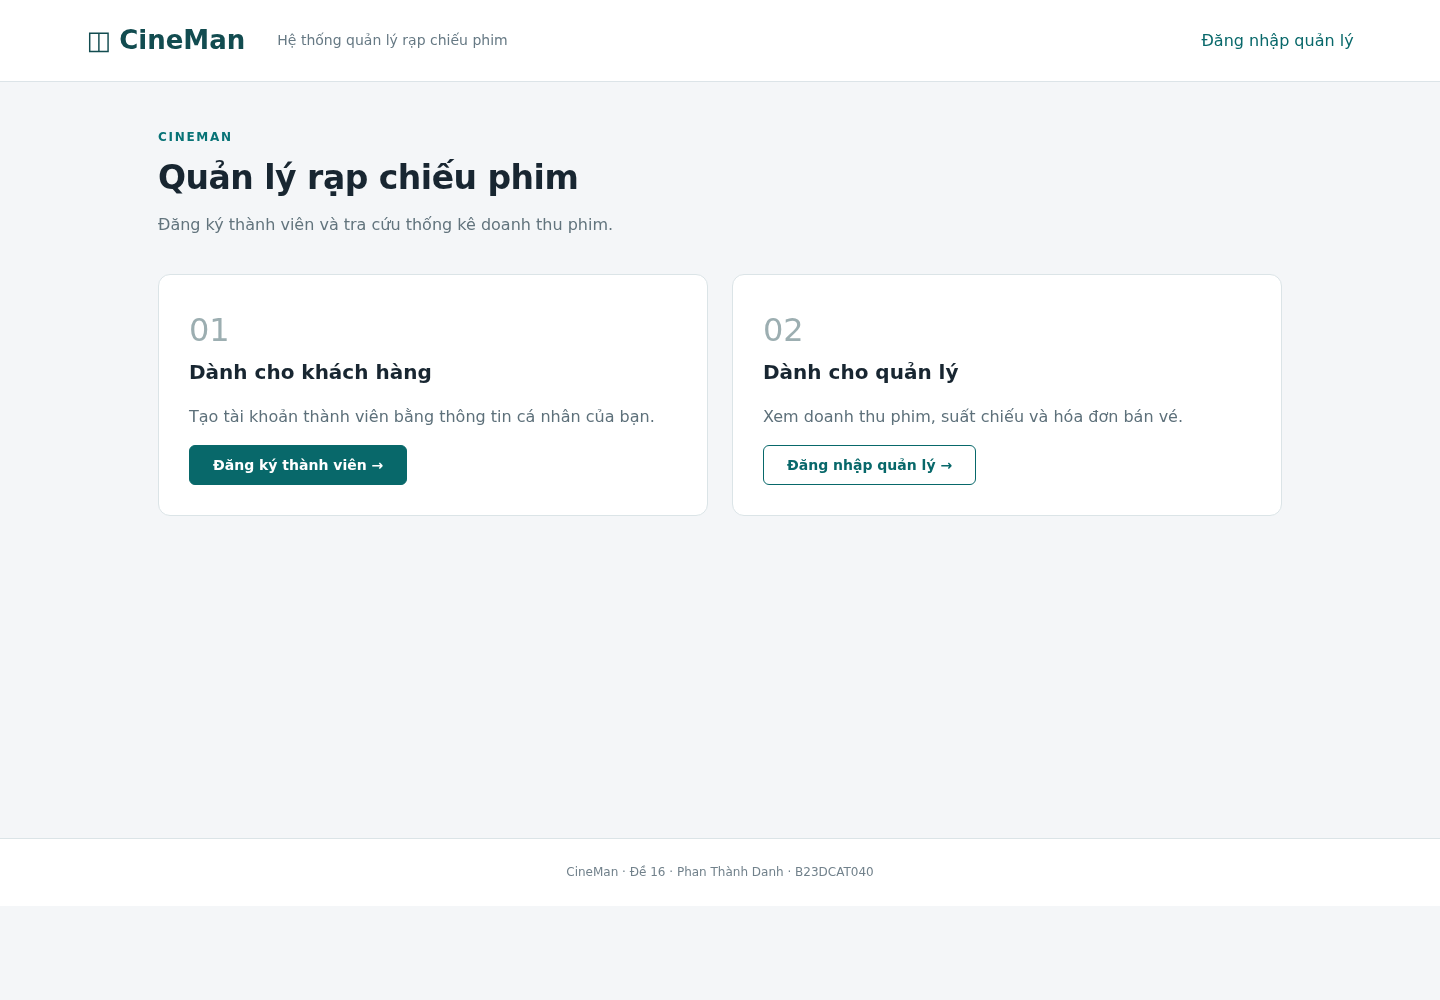 CineMan
Hệ thống quản lý rạp chiếu phim
Đăng nhập quản lý
CINEMAN
Quản lý rạp chiếu phim
Đăng ký thành viên và tra cứu thống kê doanh thu phim.
01
Dành cho khách hàng
Tạo tài khoản thành viên bằng thông tin cá nhân của bạn.
Đăng ký thành viên →
02
Dành cho quản lý
Xem doanh thu phim, suất chiếu và hóa đơn bán vé.
Đăng nhập quản lý →
CineMan · Đề 16 · Phan Thành Danh · B23DCAT040